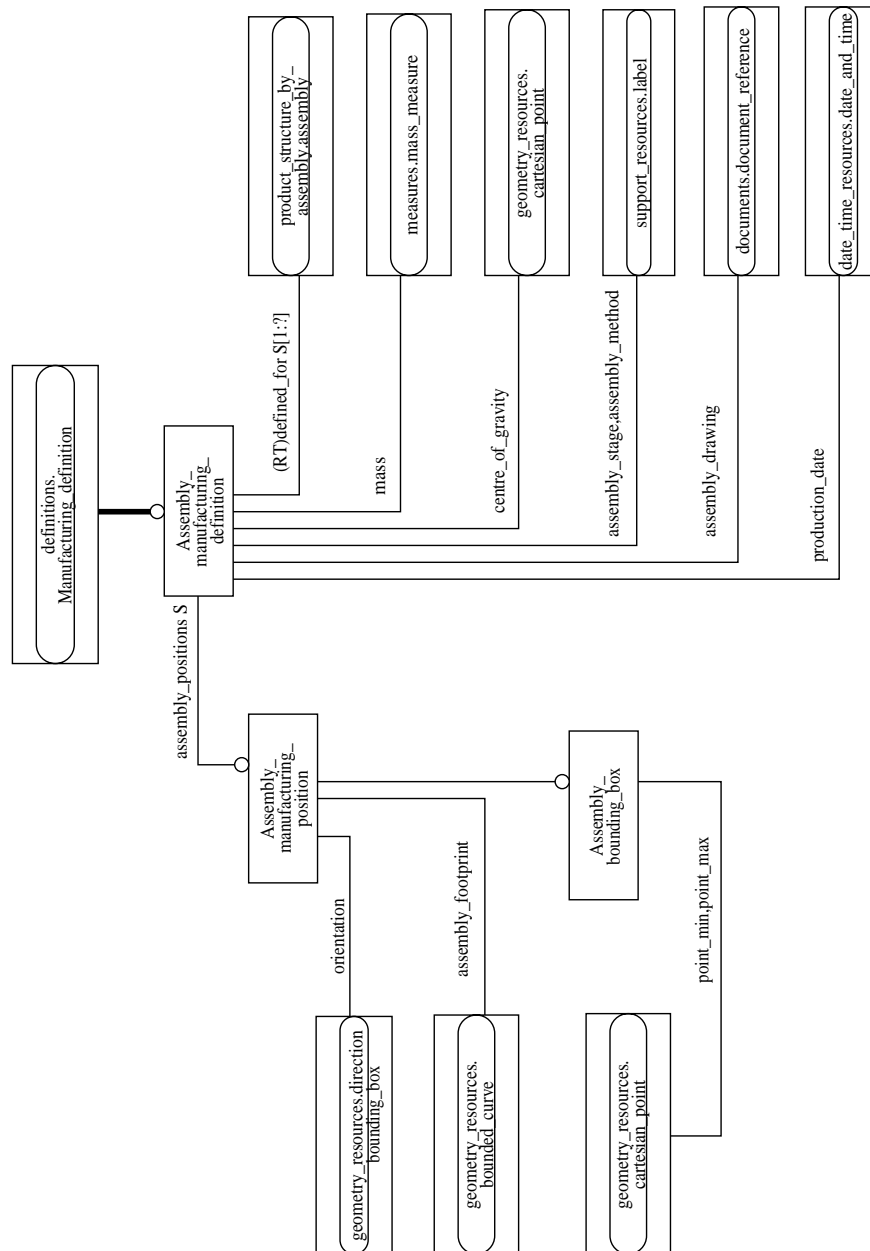 definitions.
Manufacturing_definition
Assembly_
manufacturing_
definition
(RT)defined_for S[1:?]
product_structure_by_
assembly.assembly
mass
measures.mass_measure
centre_of_gravity
geometry_resources.
cartesian_point
assembly_stage,assembly_method
support_resources.label
assembly_drawing
documents.document_reference
production_date
date_time_resources.date_and_time
assembly_positions S
Assembly_
manufacturing_
position
orientation
geometry_resources.direction
bounding_box
assembly_footprint
geometry_resources.
bounded_curve
Assembly_
bounding_box
point_min,point_max
geometry_resources.
cartesian_point